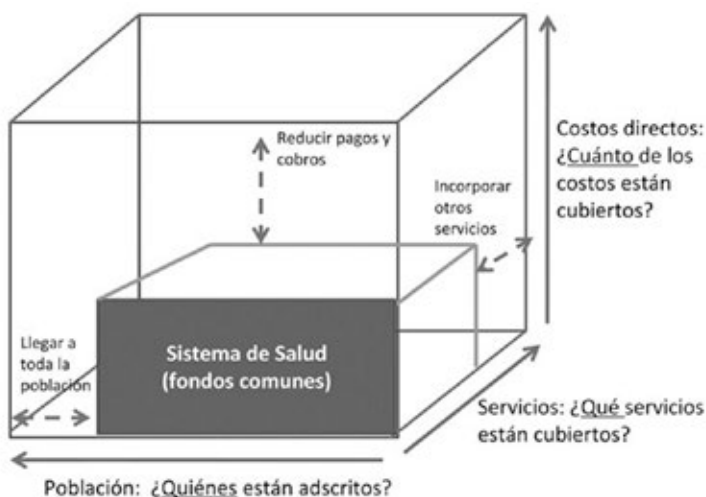 Reducir pagos y
cobros
Costos directos:
¿Cuánto de los
costos están
cubiertos?
Incorporar
otros
servicios
Llegar a
toda la
población
Sistema de Salud
(fondos comunes)
Servicios: ¿Qué servicios
están cubiertos?
Población: ¿Quiénes están adscritos?